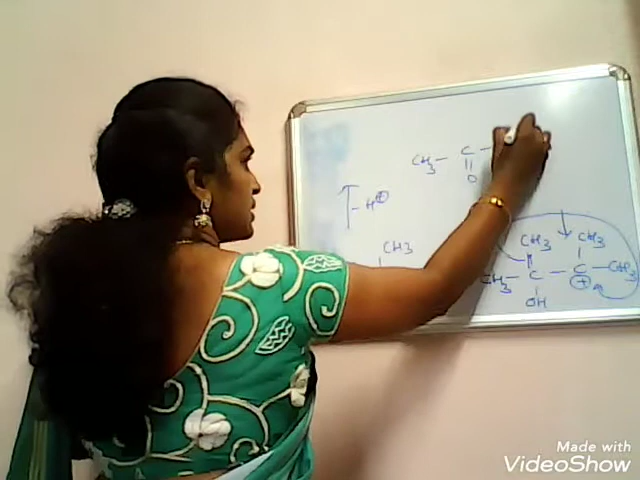 CH3 - C -
||
O
↑ - H⊕
CH3
CH3 CH3
CH3 - C - C - CH3
OH ⊕
Made with
VideoShow